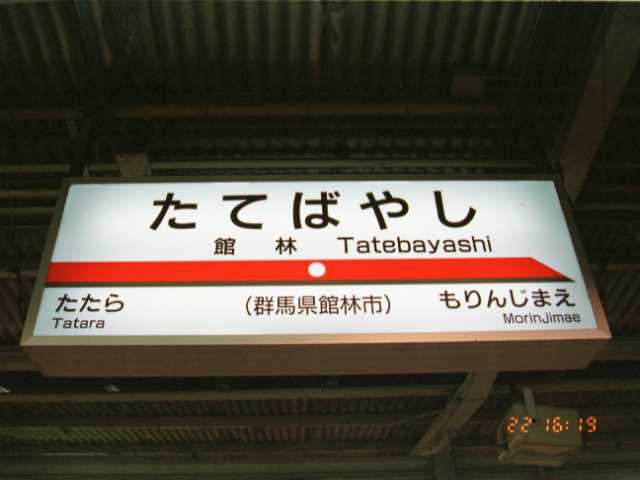 たてばやし
館林 Tatebayashi
たたら (群馬県館林市) もりんじまえ
Tatara MorinJimae
22 16:19